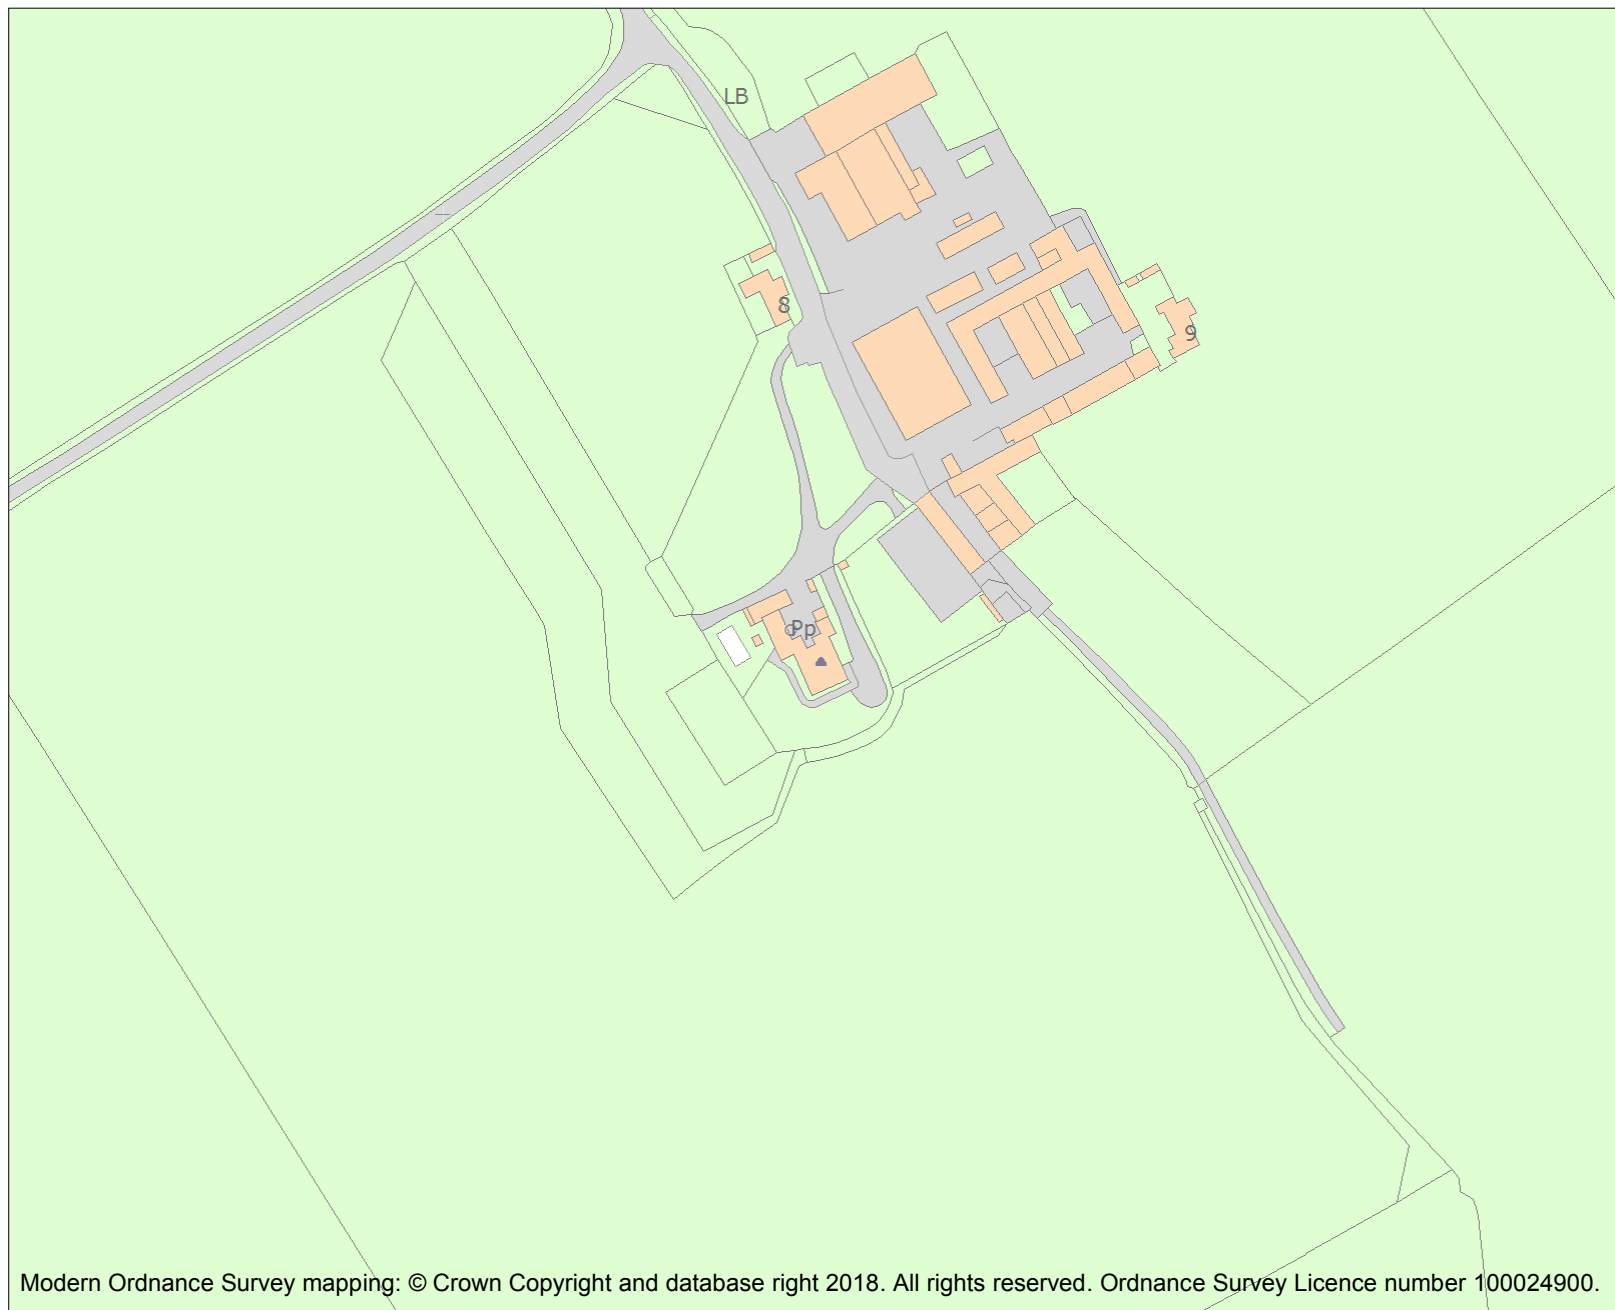 LB
8
9
Pp
Modern Ordnance Survey mapping: © Crown Copyright and database right 2018. All rights reserved. Ordnance Survey Licence number 100024900.